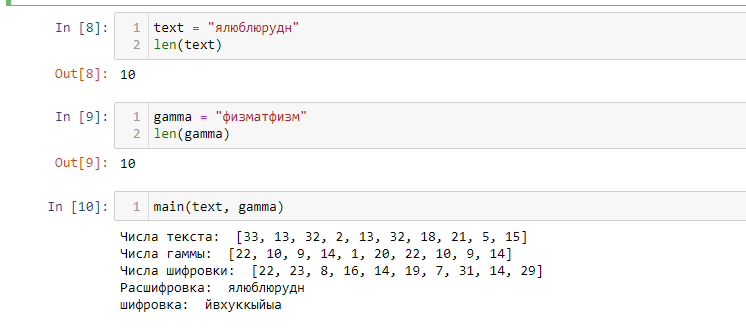 In [8]: 1 text = "ялюблюрудн"
2 len(text)
Out[8]: 10
In [9]: 1 gamma = "физматфизм"
2 len(gamma)
Out[9]: 10
In [10]: 1 main(text, gamma)
Числа текста:  [33, 13, 32, 2, 13, 32, 18, 21, 5, 15]
Числа гаммы:  [22, 10, 9, 14, 1, 20, 22, 10, 9, 14]
Числа шифровки:  [22, 23, 8, 16, 14, 19, 7, 31, 14, 29]
Расшифровка:  ялюблюрудн
шифровка:  йвхуккыйыа